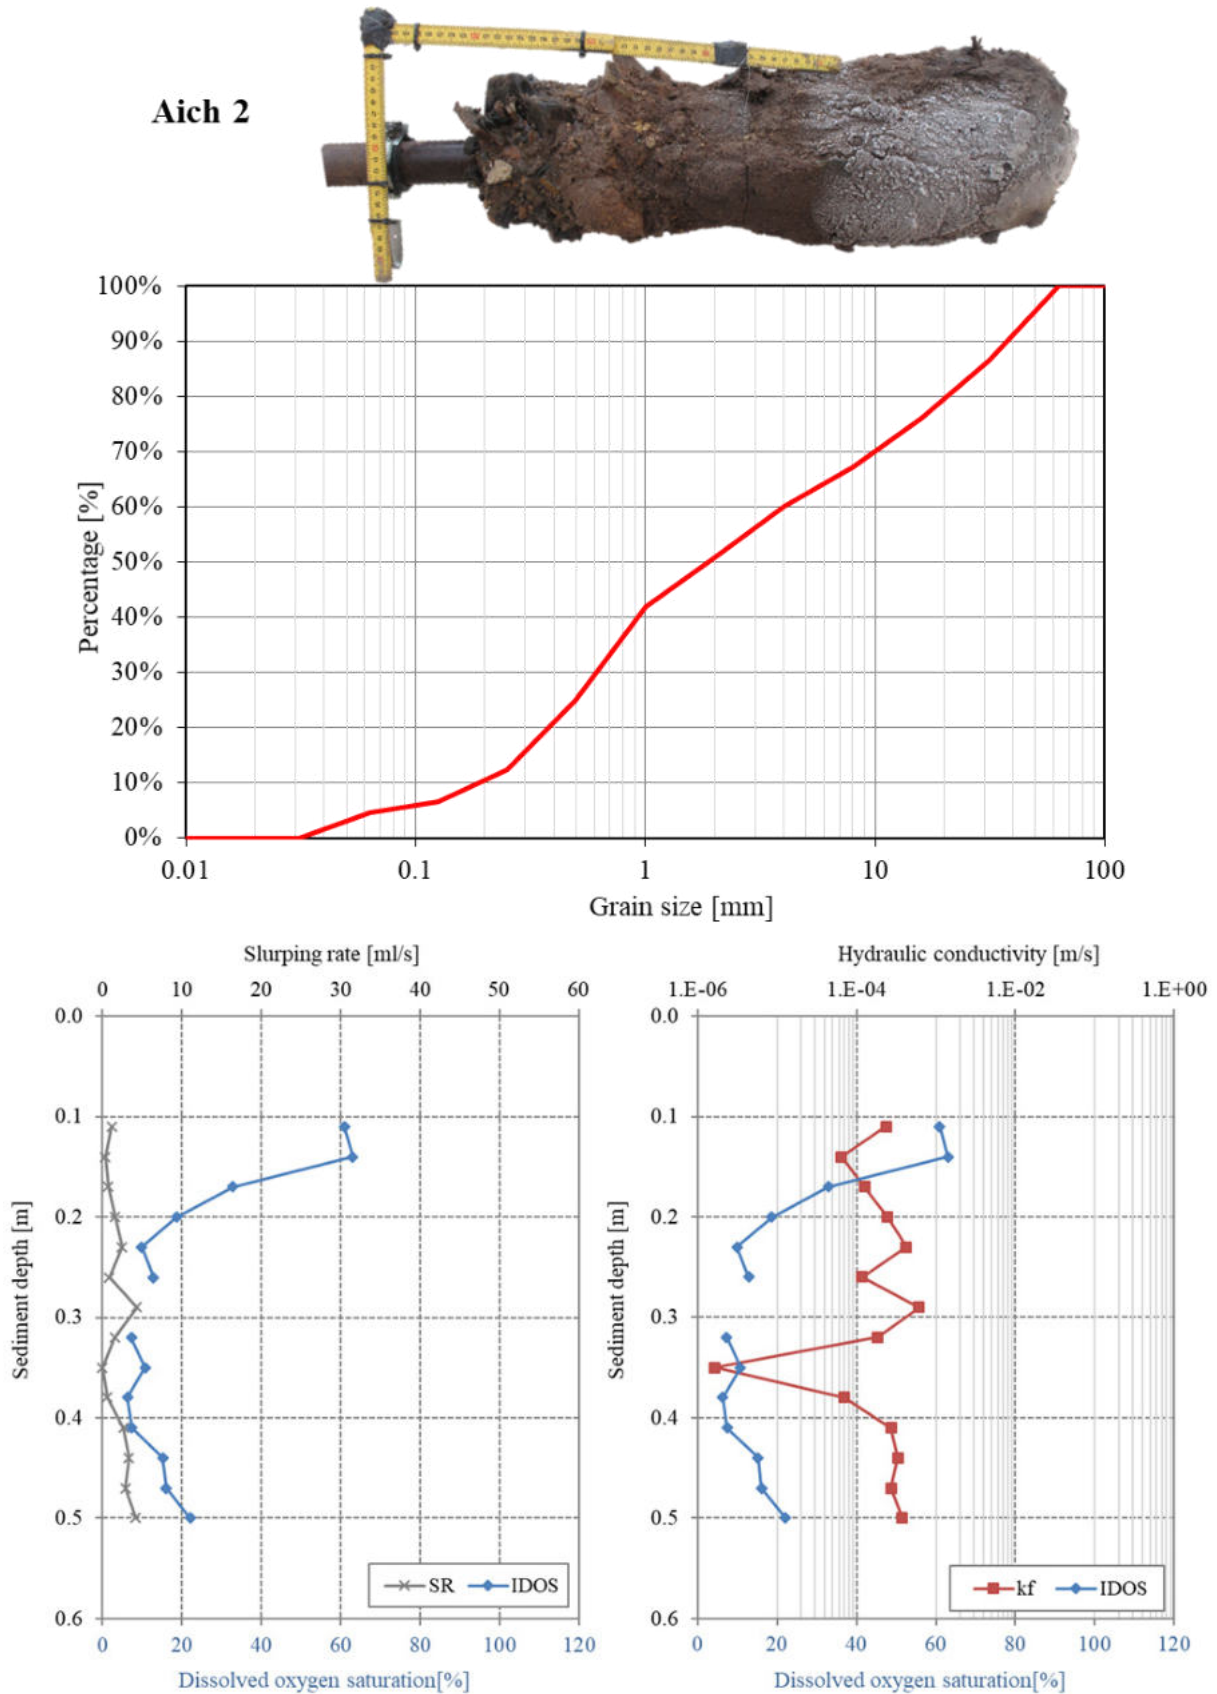 Aich 2
100%
90%
80%
70%
60%
50%
40%
30%
20%
10%
0%
Percentage [%]
0.01 0.1 1 10 100
Grain size [mm]
Slurping rate [ml/s]
0 10 20 30 40 50 60
0.0
0.1
0.2
0.3
0.4
0.5
0.6
Sediment depth [m]
SR IDOS
0 20 40 60 80 100 120
Dissolved oxygen saturation[%]
Hydraulic conductivity [m/s]
1.E-06 1.E-04 1.E-02 1.E+00
0.0
0.1
0.2
0.3
0.4
0.5
0.6
Sediment depth [m]
kf IDOS
0 20 40 60 80 100 120
Dissolved oxygen saturation[%]